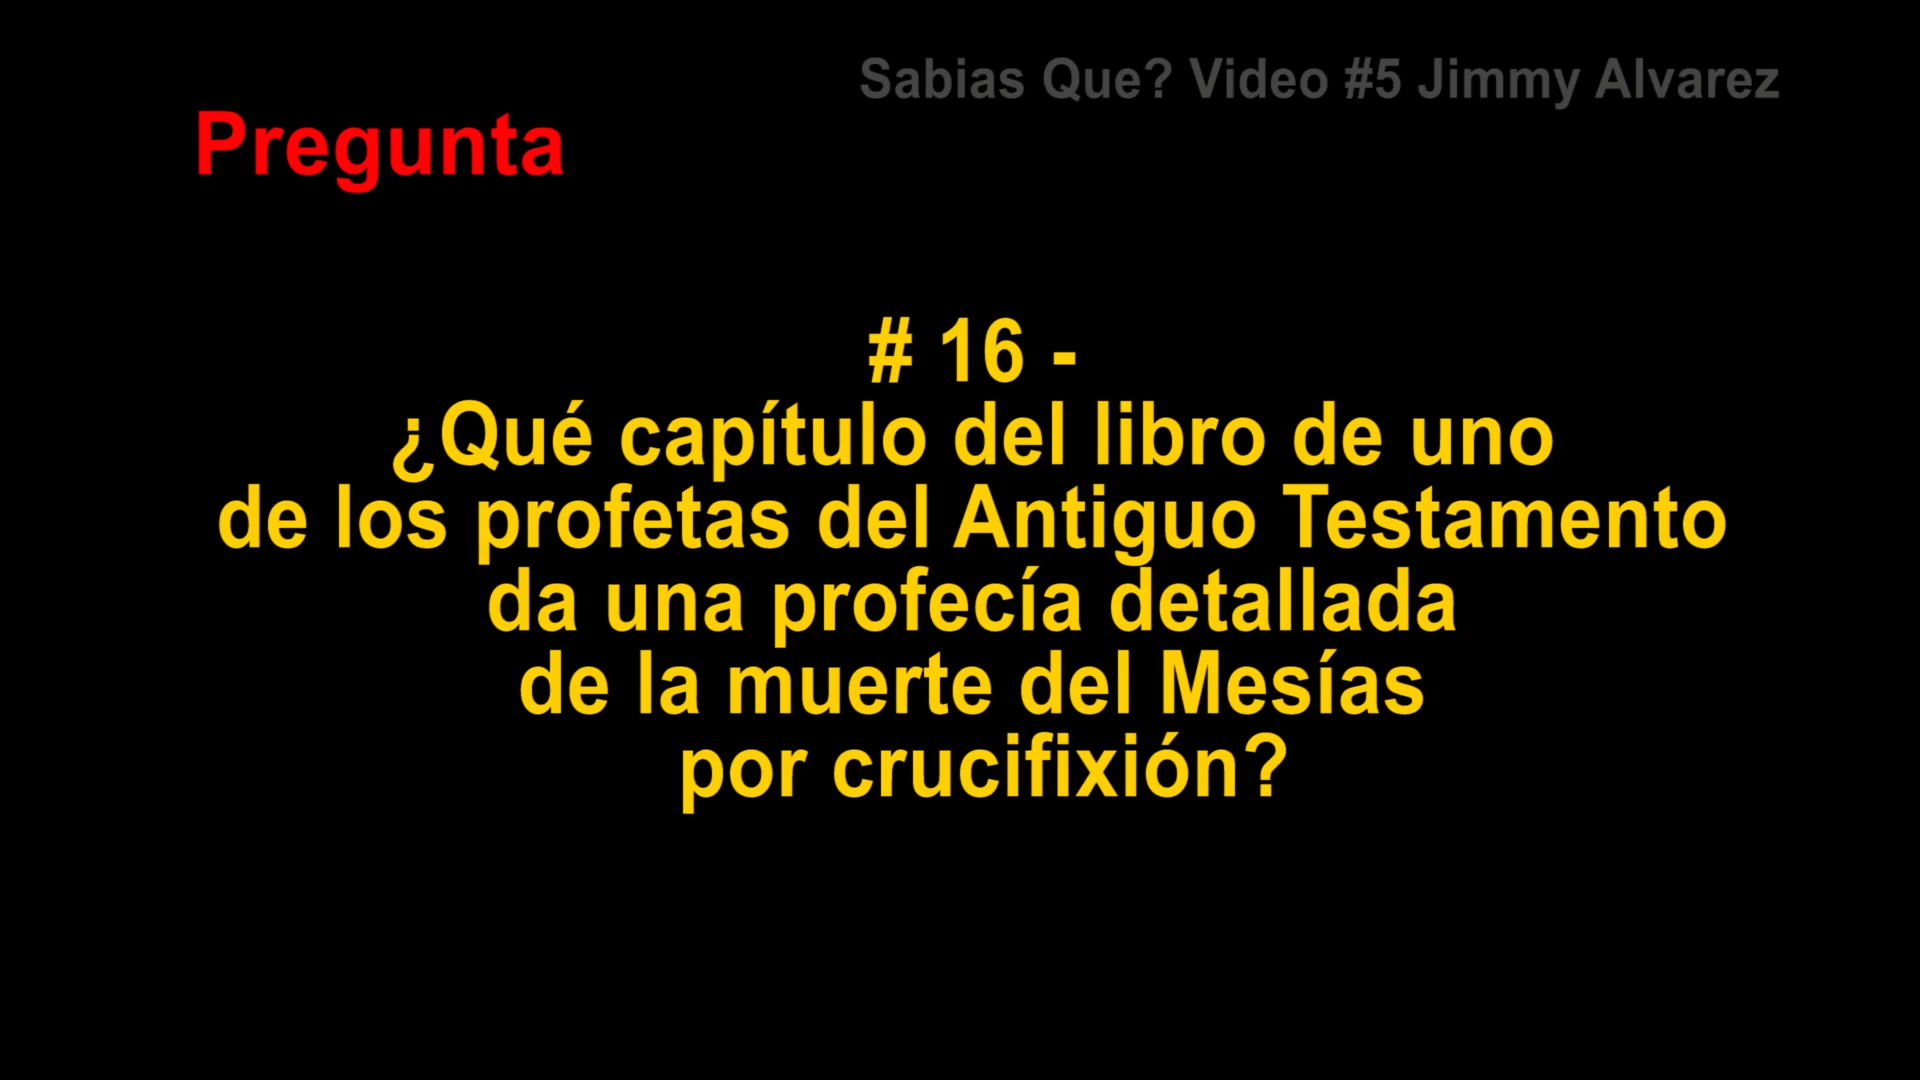 Sabias Que? Video #5 Jimmy Alvarez
Pregunta
# 16 -
¿Qué capítulo del libro de uno
de los profetas del Antiguo Testamento
da una profecía detallada
de la muerte del Mesías
por crucifixión?